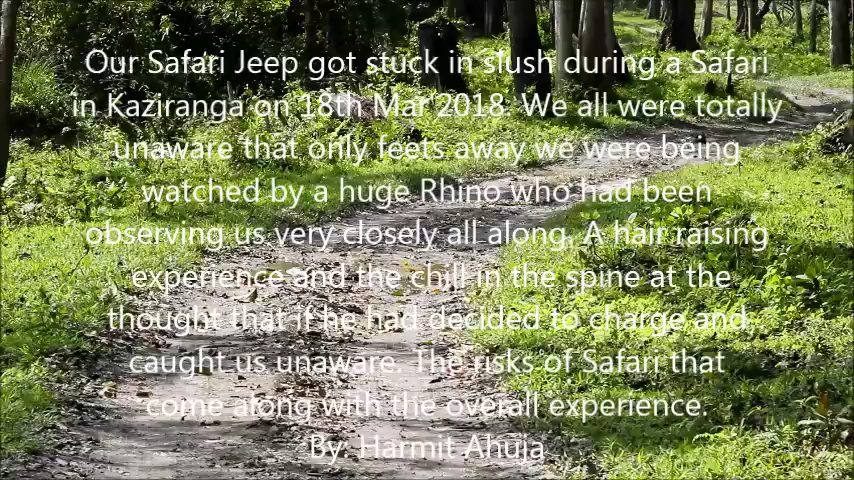 Our Safari Jeep got stuck in slush during a Safari
in Kaziranga on 18th Mar 2018. We all were totally
unaware that only feets away we were being
watched by a huge Rhino who had been
observing us very closely all along. A hair raising
experience and the chill in the spine at the
thought that if he had decided to charge and,
caught us unaware. The risks of Safari that
come along with the overall experience.
By: Harmit Ahuja